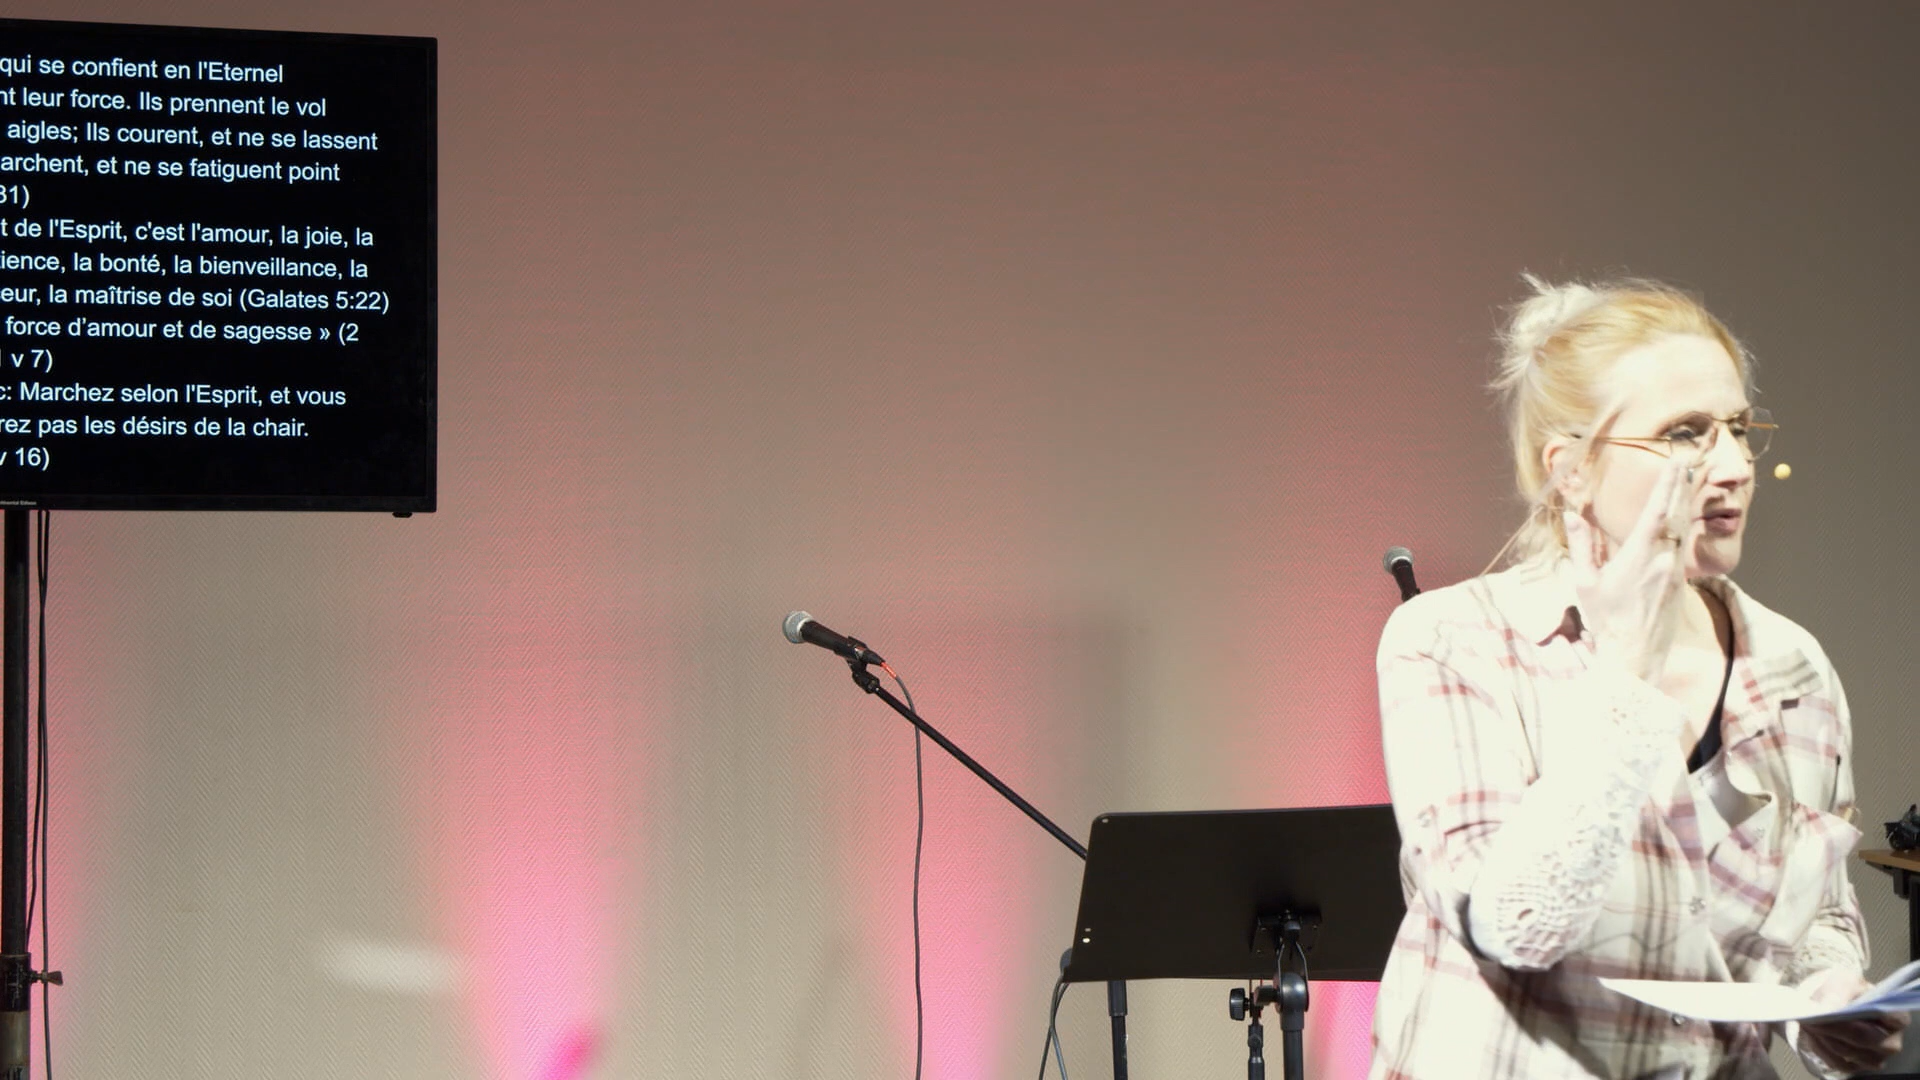 qui se confient en l'Eternel
nt leur force. Ils prennent le vol
aigles; Ils courent, et ne se lassent
archent, et ne se fatiguent point
31)
t de l'Esprit, c'est l'amour, la joie, la
ience, la bonté, la bienveillance, la
eur, la maîtrise de soi (Galates 5:22)
force d’amour et de sagesse » (2
v 7)
c: Marchez selon l'Esprit, et vous
rez pas les désirs de la chair.
v 16)